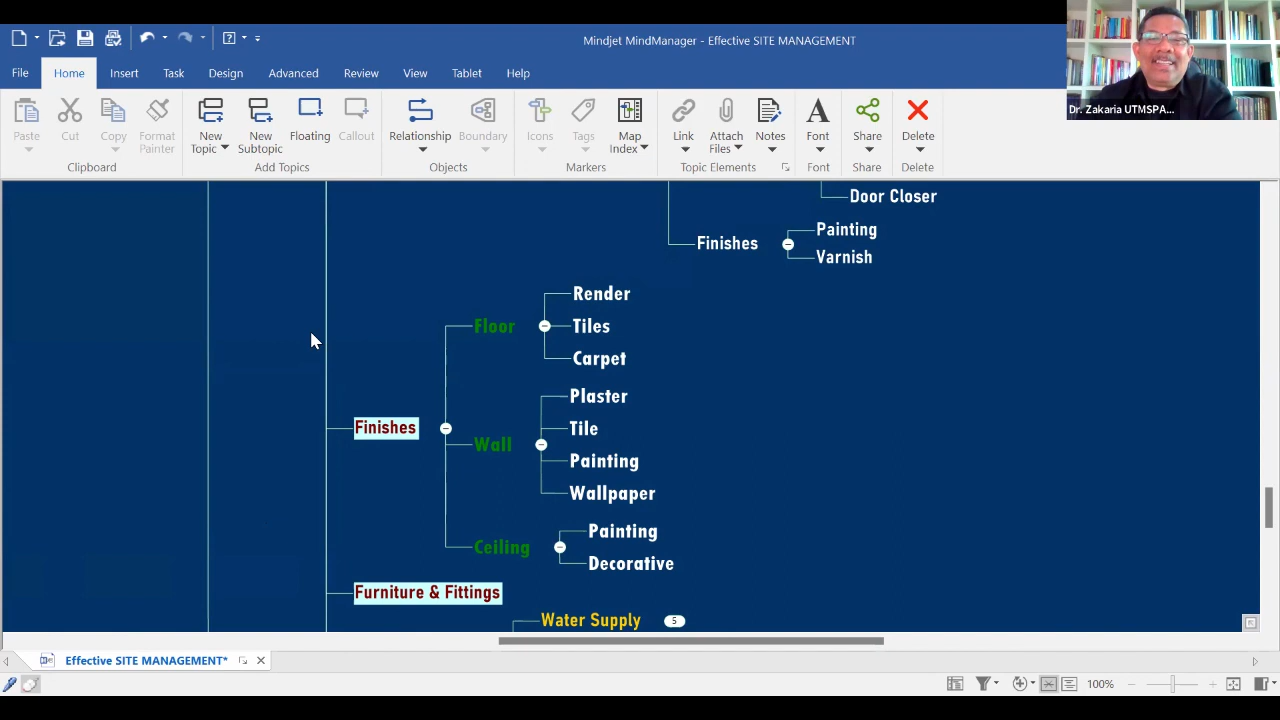 Mindjet MindManager - Effective SITE MANAGEMENT
File Home Insert Task Design Advanced Review View Tablet Help
Dr. Zakaria UTMSPA...
Paste
Cut
Copy
Format Painter
Clipboard
New Topic
New Subtopic
Floating
Callout
Add Topics
Relationship
Boundary
Objects
Icons
Tags
Map Index
Markers
Link
Attach Files
Notes
Topic Elements
Font
Font
Share
Share
Delete
Delete
Door Closer
Finishes
Painting
Varnish
Finishes
Floor
Render
Tiles
Carpet
Wall
Plaster
Tile
Painting
Wallpaper
Ceiling
Painting
Decorative
Furniture & Fittings
Water Supply 5
Effective SITE MANAGEMENT*
100%